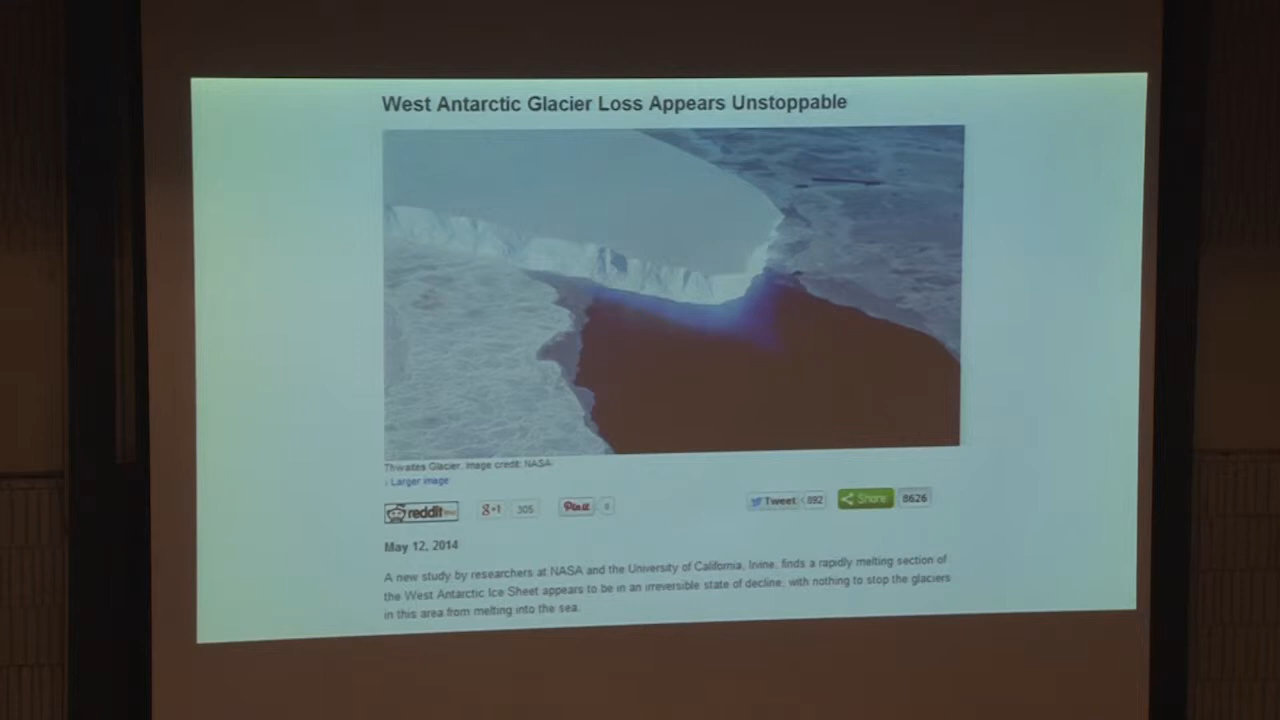 West Antarctic Glacier Loss Appears Unstoppable
Thwaites Glacier, Image credit: NASA
› Larger image
reddit
g+1 305
Pin it
Tweet 892
Share 8626
May 12, 2014
A new study by researchers at NASA and the University of California, Irvine, finds a rapidly melting section of
the West Antarctic Ice Sheet appears to be in an irreversible state of decline, with nothing to stop the glaciers
in this area from melting into the sea.